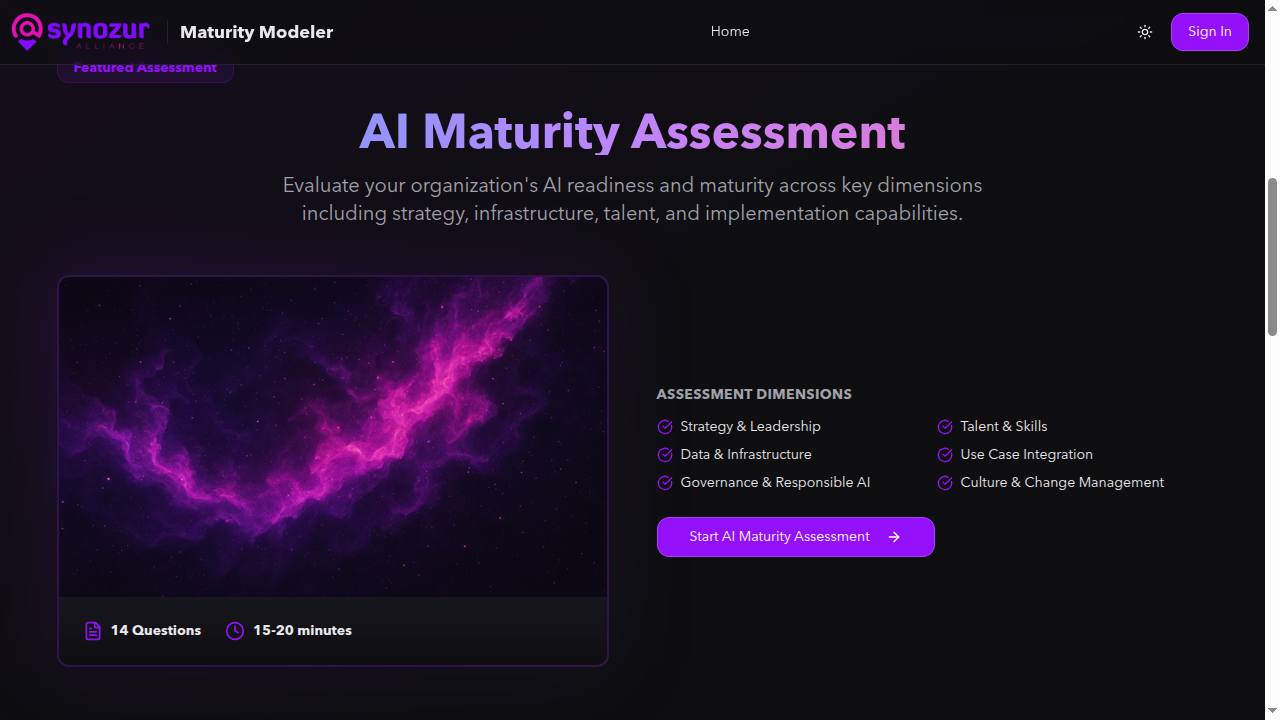 synozur
ALLIANCE
Maturity Modeler
Home
Sign In
Featured Assessment
AI Maturity Assessment
Evaluate your organization's AI readiness and maturity across key dimensions
including strategy, infrastructure, talent, and implementation capabilities.
ASSESSMENT DIMENSIONS
Strategy & Leadership
Talent & Skills
Data & Infrastructure
Use Case Integration
Governance & Responsible AI
Culture & Change Management
Start AI Maturity Assessment
14 Questions
15-20 minutes